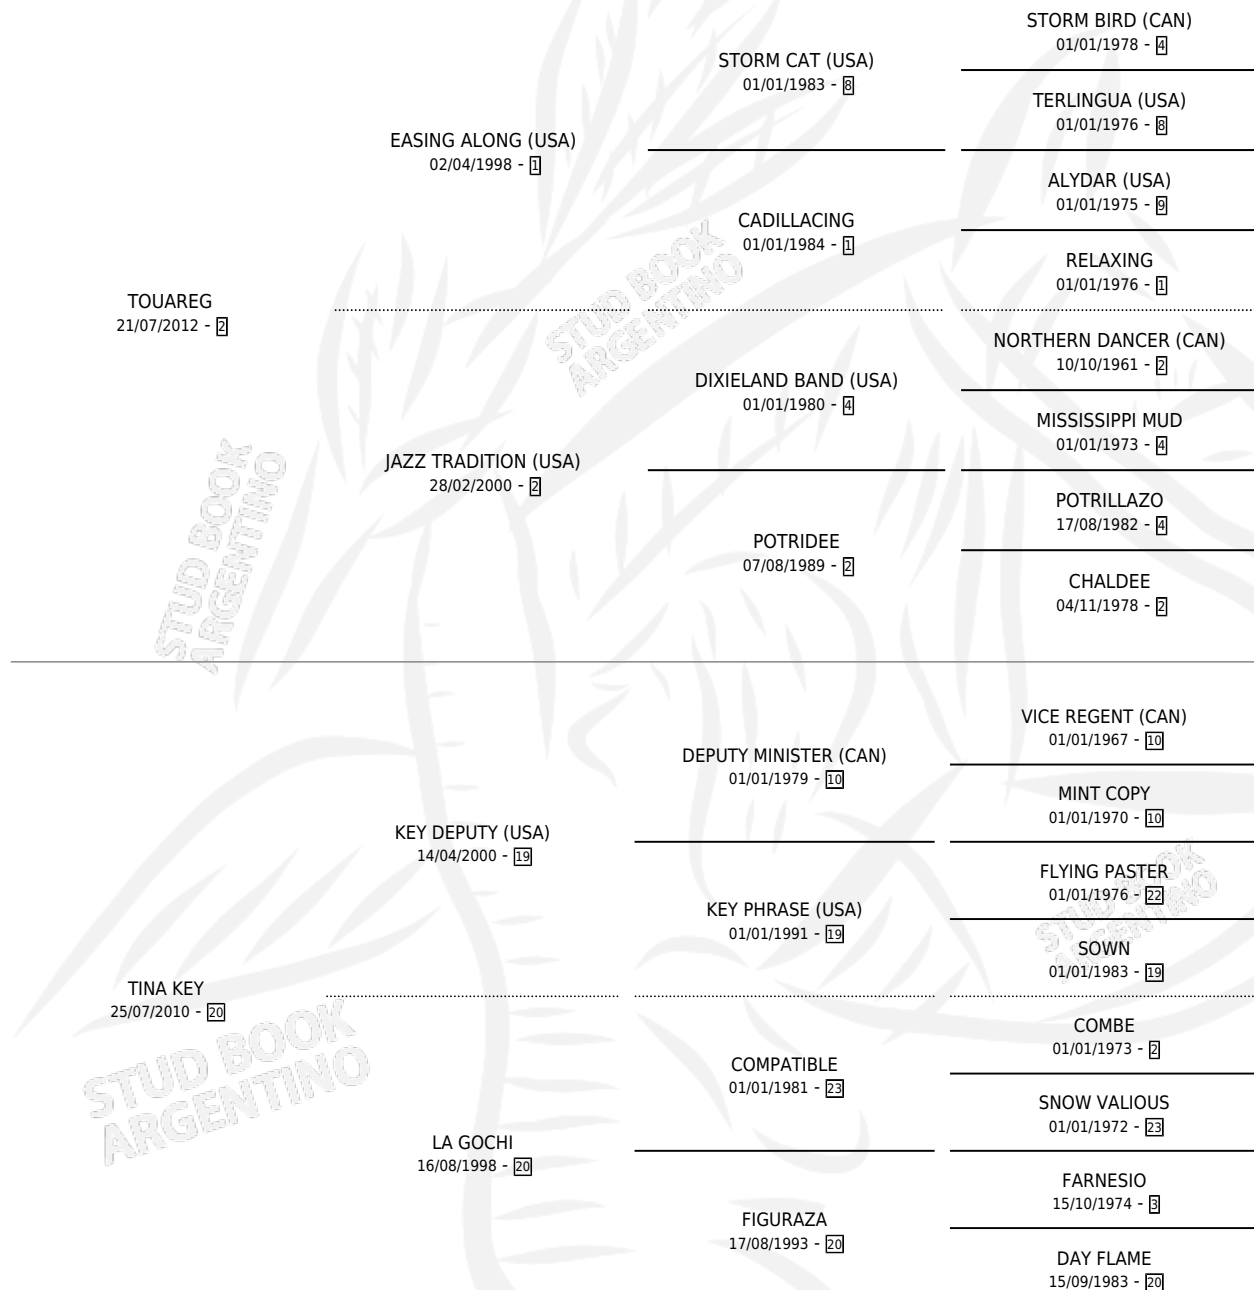 STORM BIRD (CAN)
01/01/1978 - 4
STORM CAT (USA)
01/01/1983 - 8
TERLINGUA (USA)
01/01/1976 - 8
EASING ALONG (USA)
02/04/1998 - 1
ALYDAR (USA)
01/01/1975 - 9
CADILLACING
01/01/1984 - 1
RELAXING
01/01/1976 - 1
TOUAREG
21/07/2012 - 2
NORTHERN DANCER (CAN)
10/10/1961 - 2
DIXIELAND BAND (USA)
01/01/1980 - 4
MISSISSIPPI MUD
01/01/1973 - 4
JAZZ TRADITION (USA)
28/02/2000 - 2
POTRILLAZO
17/08/1982 - 4
POTRIDEE
07/08/1989 - 2
CHALDEE
04/11/1978 - 2
VICE REGENT (CAN)
01/01/1967 - 10
DEPUTY MINISTER (CAN)
01/01/1979 - 10
MINT COPY
01/01/1970 - 10
KEY DEPUTY (USA)
14/04/2000 - 19
FLYING PASTER
01/01/1976 - 22
KEY PHRASE (USA)
01/01/1991 - 19
SOWN
01/01/1983 - 19
TINA KEY
25/07/2010 - 20
COMBE
01/01/1973 - 2
COMPATIBLE
01/01/1981 - 23
SNOW VALIOUS
01/01/1972 - 23
LA GOCHI
16/08/1998 - 20
FARNESIO
15/10/1974 - 3
FIGURAZA
17/08/1993 - 20
DAY FLAME
15/09/1983 - 20
STUD BOOK
ARGENTINO
STUD BOOK
ARGENTINO
STUD BOOK
ARGENTINO
STUD BOOK
ARGENTINO